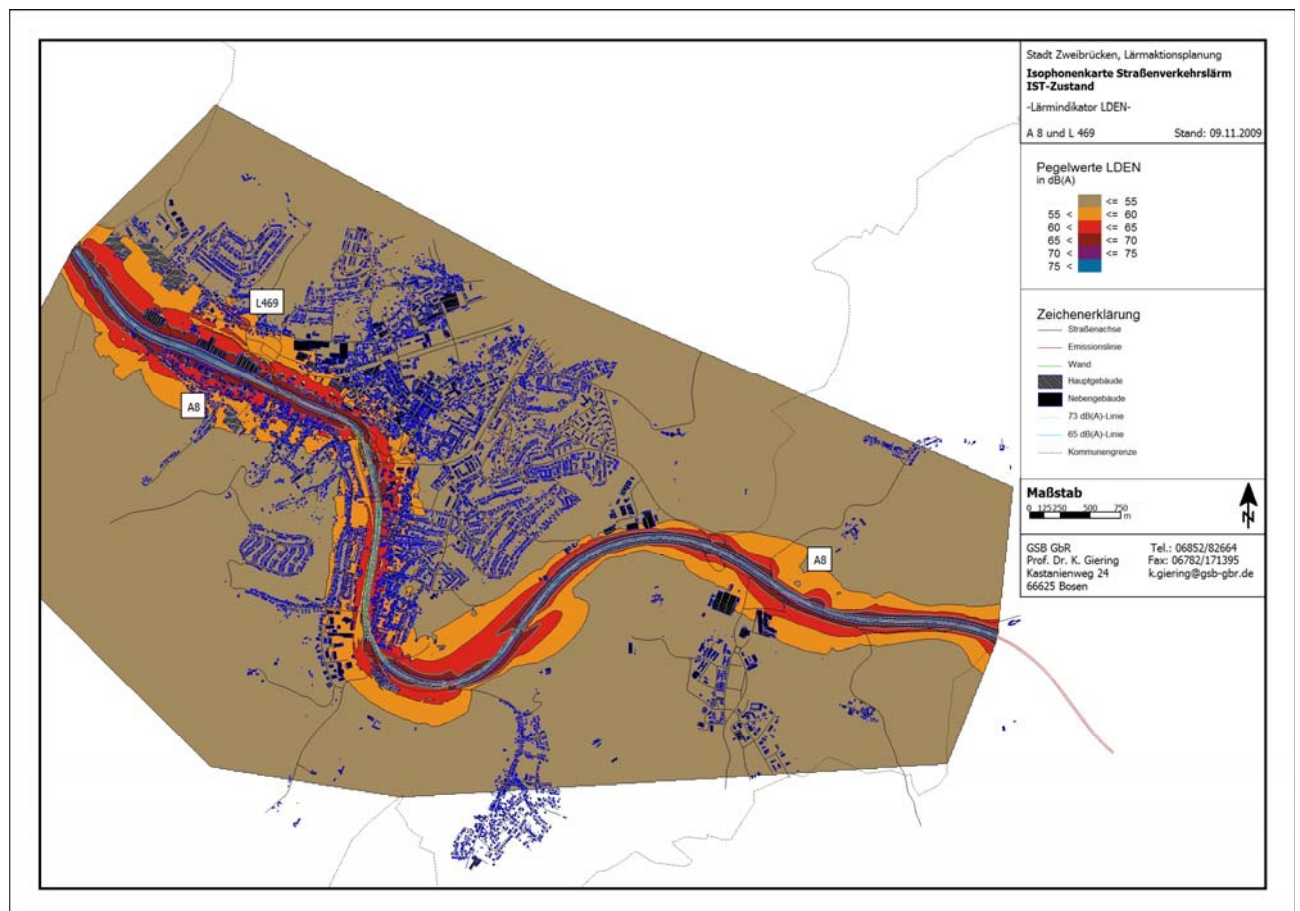 Stadt Zweibrücken, Lärmaktionsplanung
Isophonenkarte Straßenverkehrslärm
IST-Zustand
-Lärmindikator LDEN-
A 8 und L 469 Stand: 09.11.2009
Pegelwerte LDEN
in dB(A)
<= 55
55 < <= 60
60 < <= 65
65 < <= 70
70 < <= 75
75 <
Zeichenerklärung
Straßenachse
Emissionslinie
Wand
Hauptgebäude
Nebengebäude
73 dB(A)-Linie
65 dB(A)-Linie
Kommunengrenze
Maßstab
0 125 250 500 750
m
N
GSB GbR Tel.: 06852/82664
Prof. Dr. K. Giering Fax: 06782/171395
Kastanienweg 24 k.giering@gsb-gbr.de
66625 Bosen
L469
A8
A8